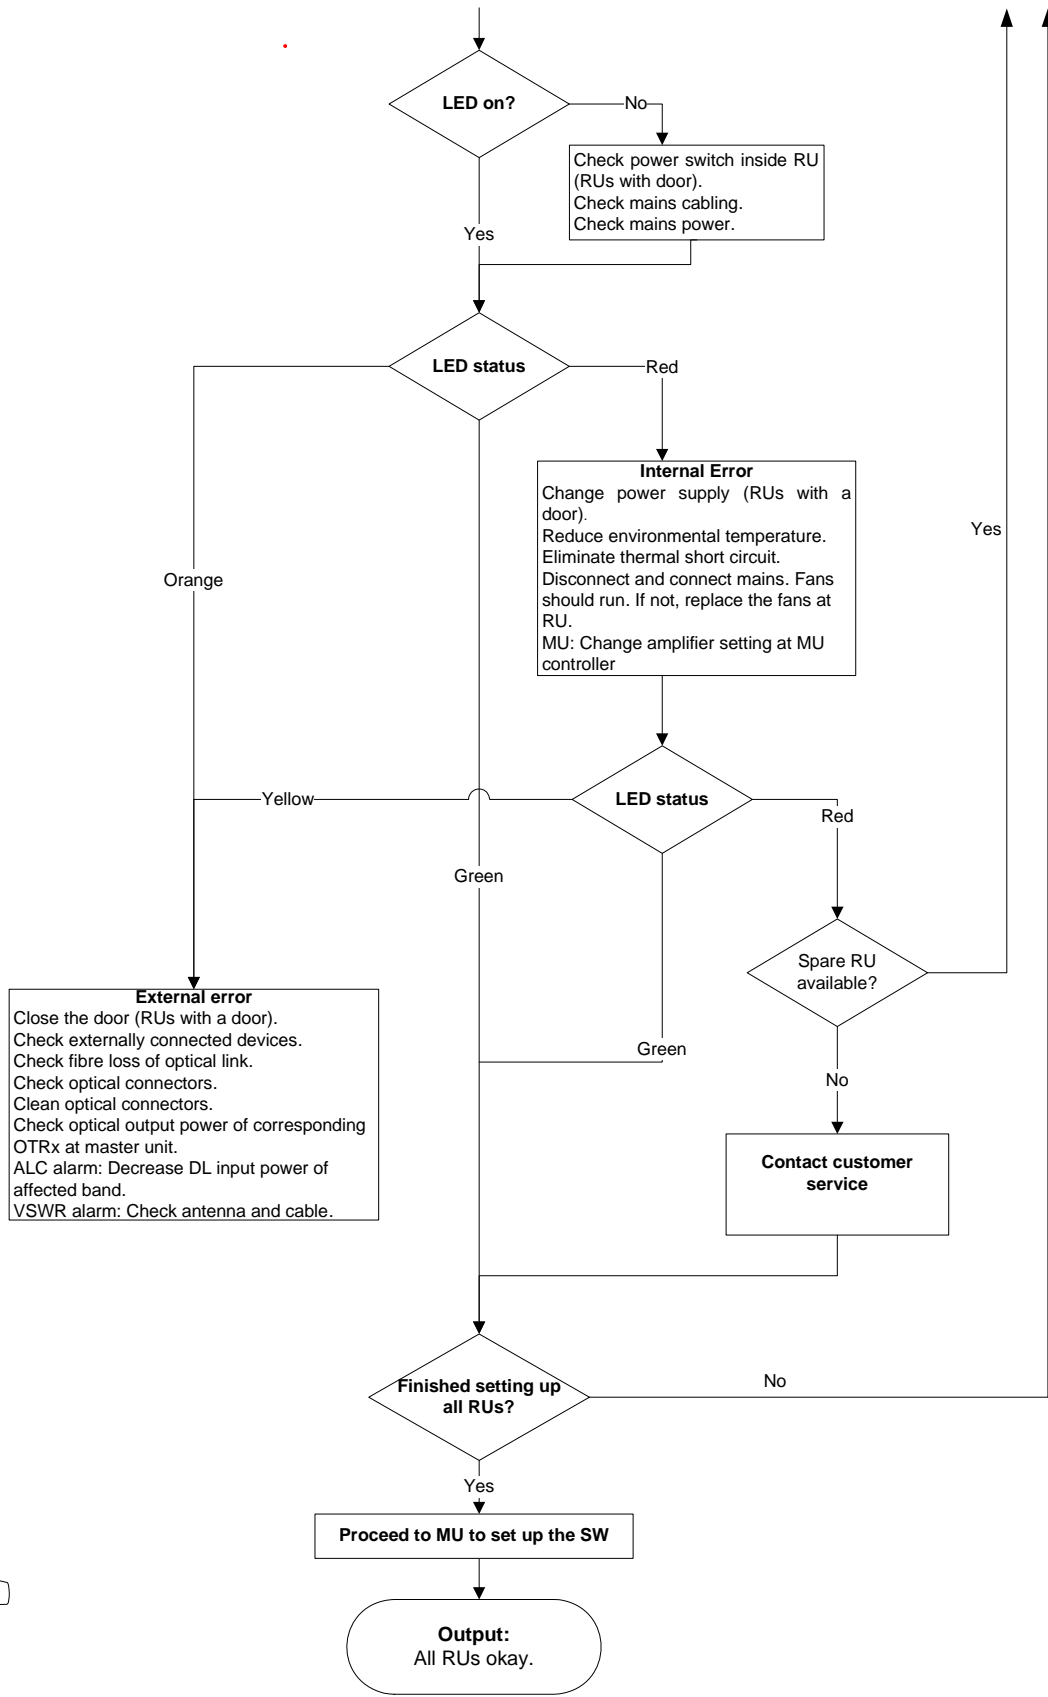 LED on?
No
Check power switch inside RU
(RUs with door).
Check mains cabling.
Check mains power.
Yes
LED status
Red
Internal Error
Change power supply (RUs with a
door).
Reduce environmental temperature.
Eliminate thermal short circuit.
Disconnect and connect mains. Fans
should run. If not, replace the fans at
RU.
MU: Change amplifier setting at MU
controller
Yes
Orange
LED status
Yellow
Red
Green
Spare RU
available?
External error
Close the door (RUs with a door).
Check externally connected devices.
Check fibre loss of optical link.
Check optical connectors.
Clean optical connectors.
Check optical output power of corresponding
OTRx at master unit.
ALC alarm: Decrease DL input power of
affected band.
VSWR alarm: Check antenna and cable.
Green
No
Contact customer
service
Finished setting up
all RUs?
No
Yes
Proceed to MU to set up the SW
Output:
All RUs okay.